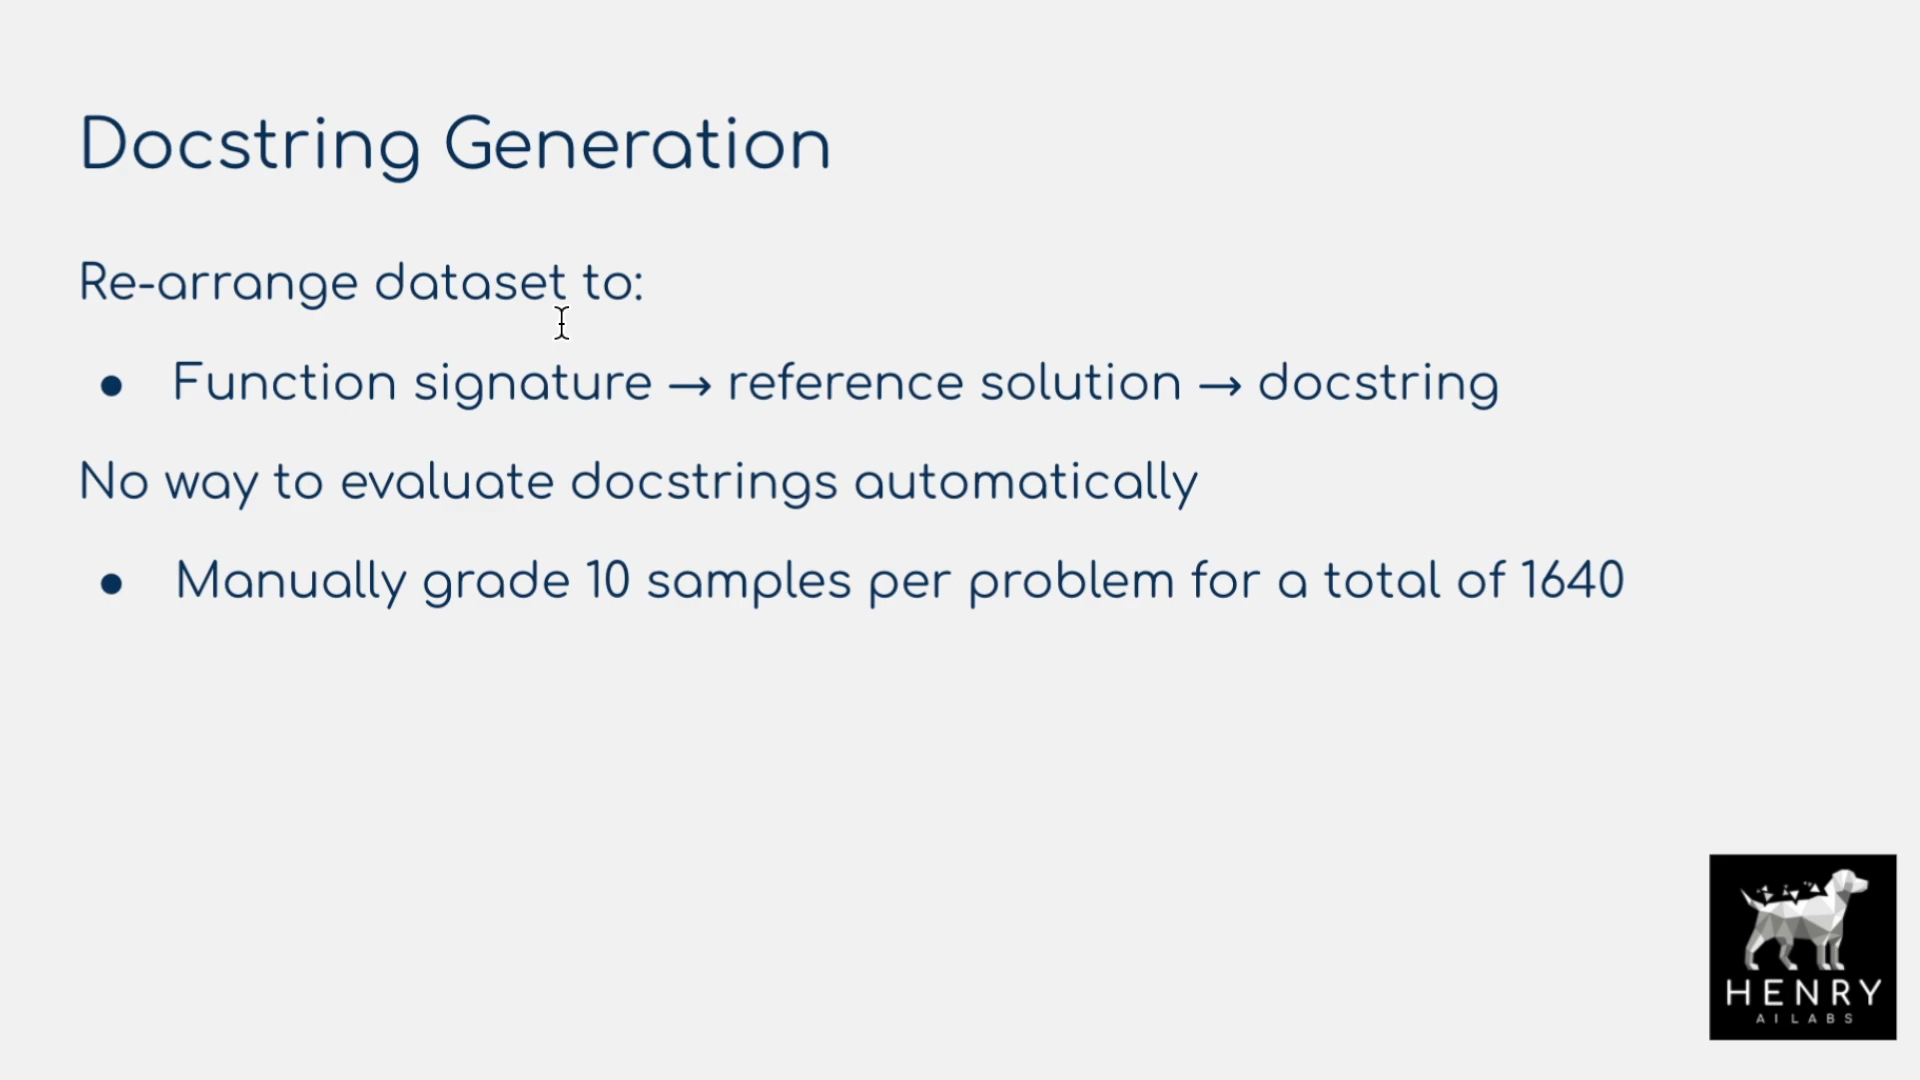 Docstring Generation
Re-arrange dataset to:
● Function signature → reference solution → docstring
No way to evaluate docstrings automatically
● Manually grade 10 samples per problem for a total of 1640
HENRY
AI LABS